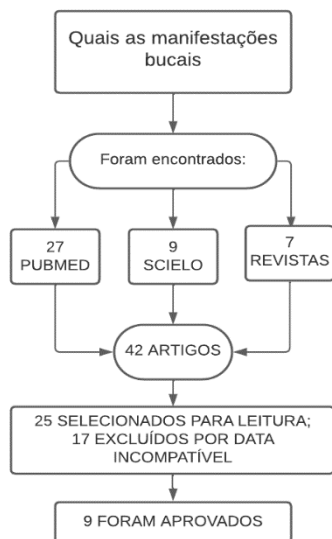 Quais as manifestações
bucais
Foram encontrados:
27
PUBMED
9
SCIELO
7
REVISTAS
42 ARTIGOS
25 SELECIONADOS PARA LEITURA;
17 EXCLUÍDOS POR DATA
INCOMPATÍVEL
9 FORAM APROVADOS